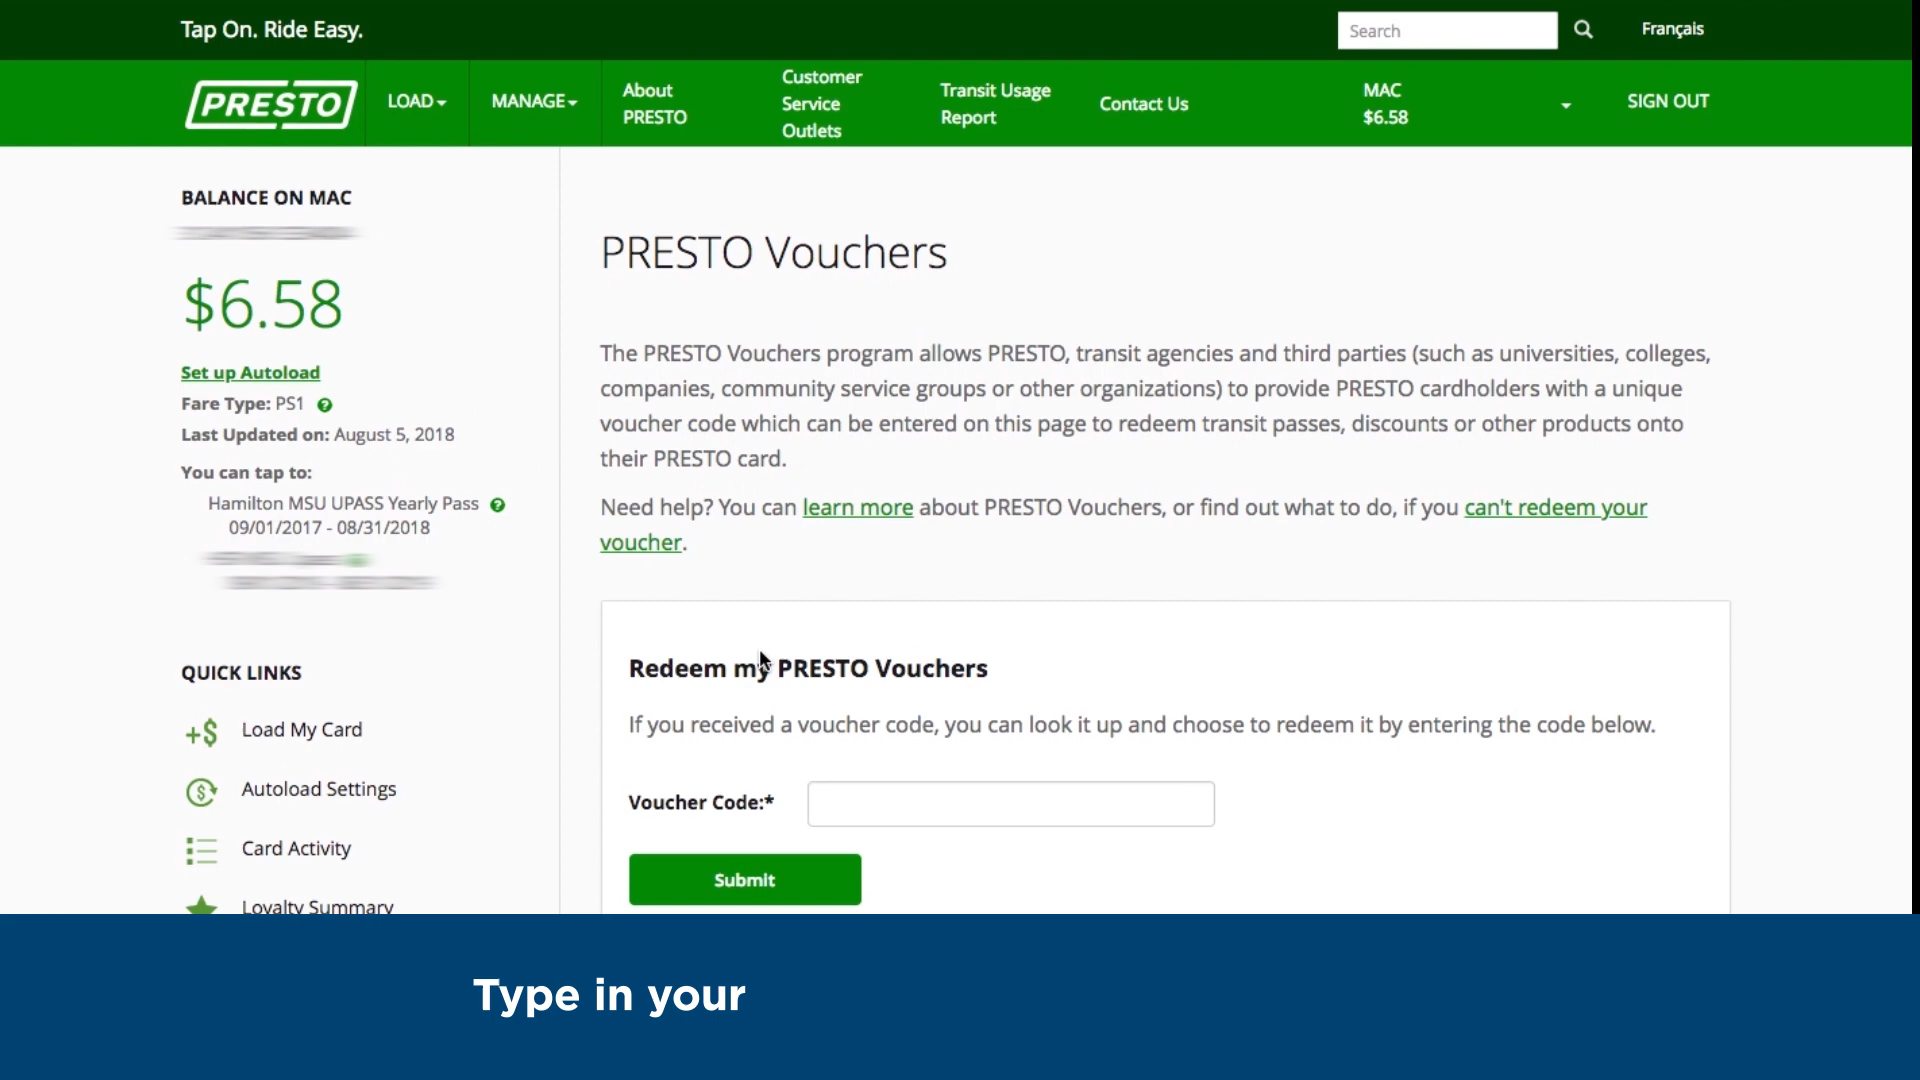 Tap On. Ride Easy.
Search
Français
PRESTO
LOAD
MANAGE
About
PRESTO
Customer
Service
Outlets
Transit Usage
Report
Contact Us
MAC
$6.58
SIGN OUT
BALANCE ON MAC
$6.58
Set up Autoload
Fare Type: PS1
Last Updated on: August 5, 2018
You can tap to:
Hamilton MSU UPASS Yearly Pass
09/01/2017 - 08/31/2018
QUICK LINKS
Load My Card
Autoload Settings
Card Activity
Loyalty Summary
PRESTO Vouchers
The PRESTO Vouchers program allows PRESTO, transit agencies and third parties (such as universities, colleges,
companies, community service groups or other organizations) to provide PRESTO cardholders with a unique
voucher code which can be entered on this page to redeem transit passes, discounts or other products onto
their PRESTO card.
Need help? You can learn more about PRESTO Vouchers, or find out what to do, if you can't redeem your
voucher.
Redeem my PRESTO Vouchers
If you received a voucher code, you can look it up and choose to redeem it by entering the code below.
Voucher Code:*
Submit
Type in your